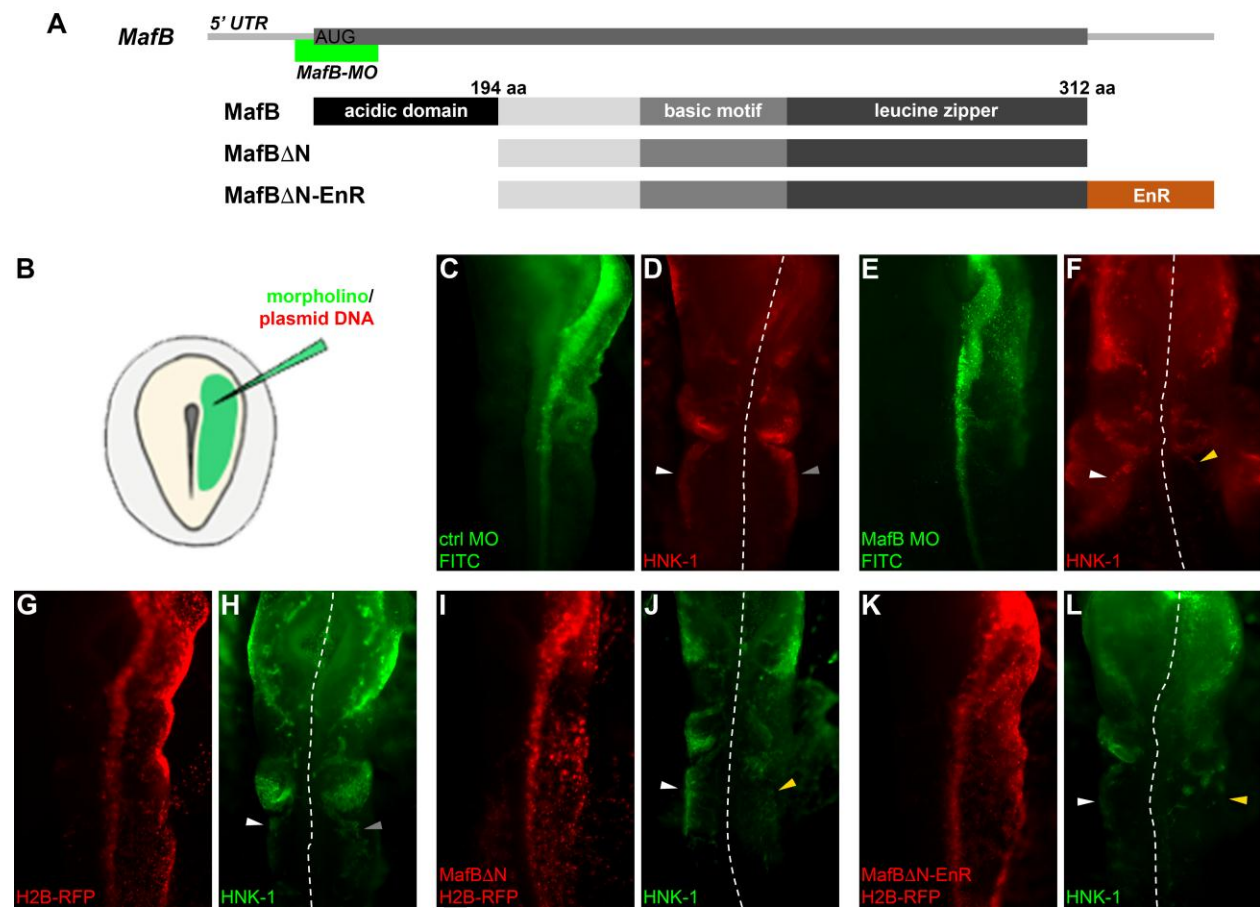 A
5' UTR
MafB
AUG
MafB-MO
194 aa
312 aa
MafB
acidic domain
basic motif
leucine zipper
MafBΔN
MafBΔN-EnR
EnR
B
morpholino/
plasmid DNA
C
ctrl MO
FITC
D
HNK-1
E
MafB MO
FITC
F
HNK-1
G
H2B-RFP
H
HNK-1
I
MafBΔN
H2B-RFP
J
HNK-1
K
MafBΔN-EnR
H2B-RFP
L
HNK-1